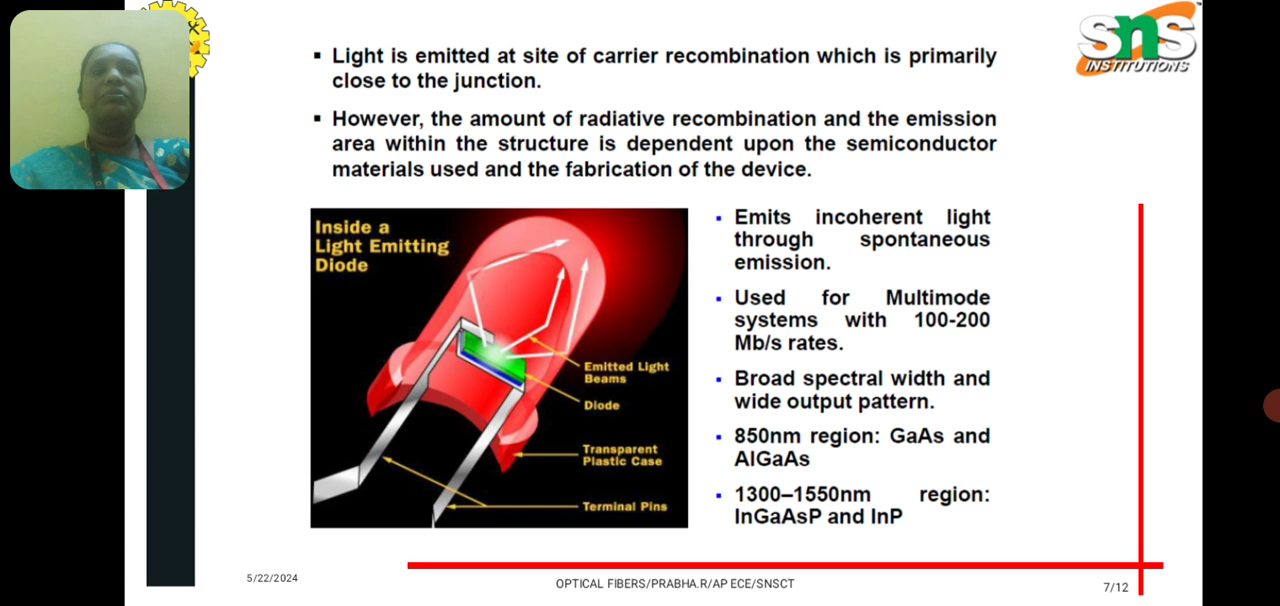 SNS
INSTITUTIONS
▪ Light is emitted at site of carrier recombination which is primarily
close to the junction.
▪ However, the amount of radiative recombination and the emission
area within the structure is dependent upon the semiconductor
materials used and the fabrication of the device.
Inside a
Light Emitting
Diode
Emitted Light
Beams
Diode
Transparent
Plastic Case
Terminal Pins
▪ Emits incoherent light
through spontaneous
emission.
▪ Used for Multimode
systems with 100-200
Mb/s rates.
▪ Broad spectral width and
wide output pattern.
▪ 850nm region: GaAs and
AlGaAs
▪ 1300–1550nm region:
InGaAsP and InP
5/22/2024
OPTICAL FIBERS/PRABHA.R/AP ECE/SNSCT
7/12